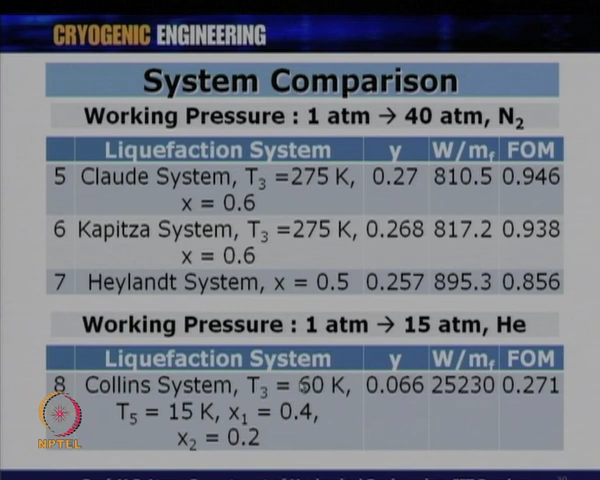 CRYOGENIC ENGINEERING
System Comparison
Working Pressure : 1 atm → 40 atm, N₂
Liquefaction System y W/mf FOM
5 Claude System, T₃ =275 K, 0.27 810.5 0.946
x = 0.6
6 Kapitza System, T₃ =275 K, 0.268 817.2 0.938
x = 0.6
7 Heylandt System, x = 0.5 0.257 895.3 0.856
Working Pressure : 1 atm → 15 atm, He
Liquefaction System y W/mf FOM
8 Collins System, T₃ = 60 K, 0.066 25230 0.271
T₅ = 15 K, x₁ = 0.4,
x₂ = 0.2
NPTEL